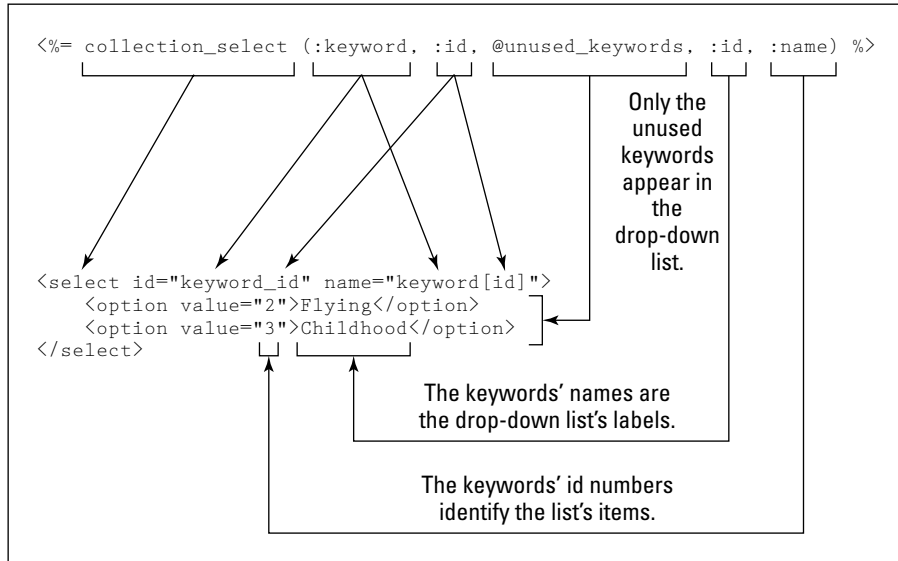 <%= collection_select (:keyword, :id, @unused_keywords, :id, :name) %>
Only the
unused
keywords
appear in
the
drop-down
list.
<select id="keyword_id" name="keyword[id]">
<option value="2">Flying</option>
<option value="3">Childhood</option>
</select>
The keywords’ names are
the drop-down list’s labels.
The keywords’ id numbers
identify the list’s items.